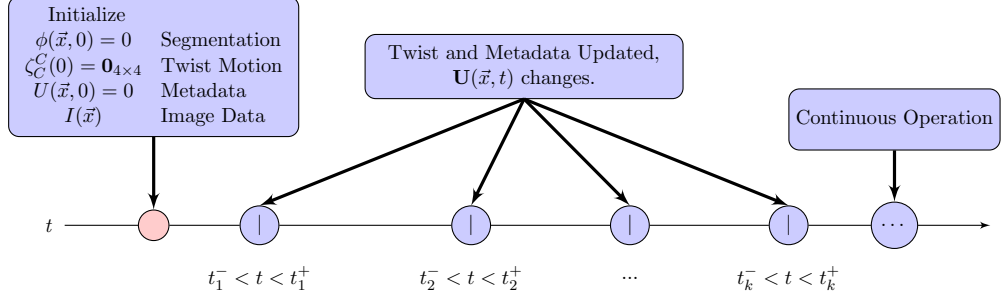 Initialize
ϕ(x⃗, 0) = 0 Segmentation
ζ_C^C(0) = 𝟎_{4×4} Twist Motion
U(x⃗, 0) = 0 Metadata
I(x⃗) Image Data
Twist and Metadata Updated,
𝐔(x⃗, t) changes.
Continuous Operation
t | | | | ···
t_1^- < t < t_1^+ t_2^- < t < t_2^+ ... t_k^- < t < t_k^+